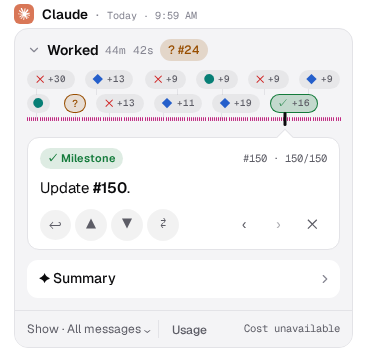 Claude · Today · 9:59 AM
Worked 44m 42s ? #24
+30 +13 +9 +9 +9 +9
? +13 +11 +19 ✓ +16
✓ Milestone #150 · 150/150
Update #150.
Summary
Show · All messages Usage Cost unavailable